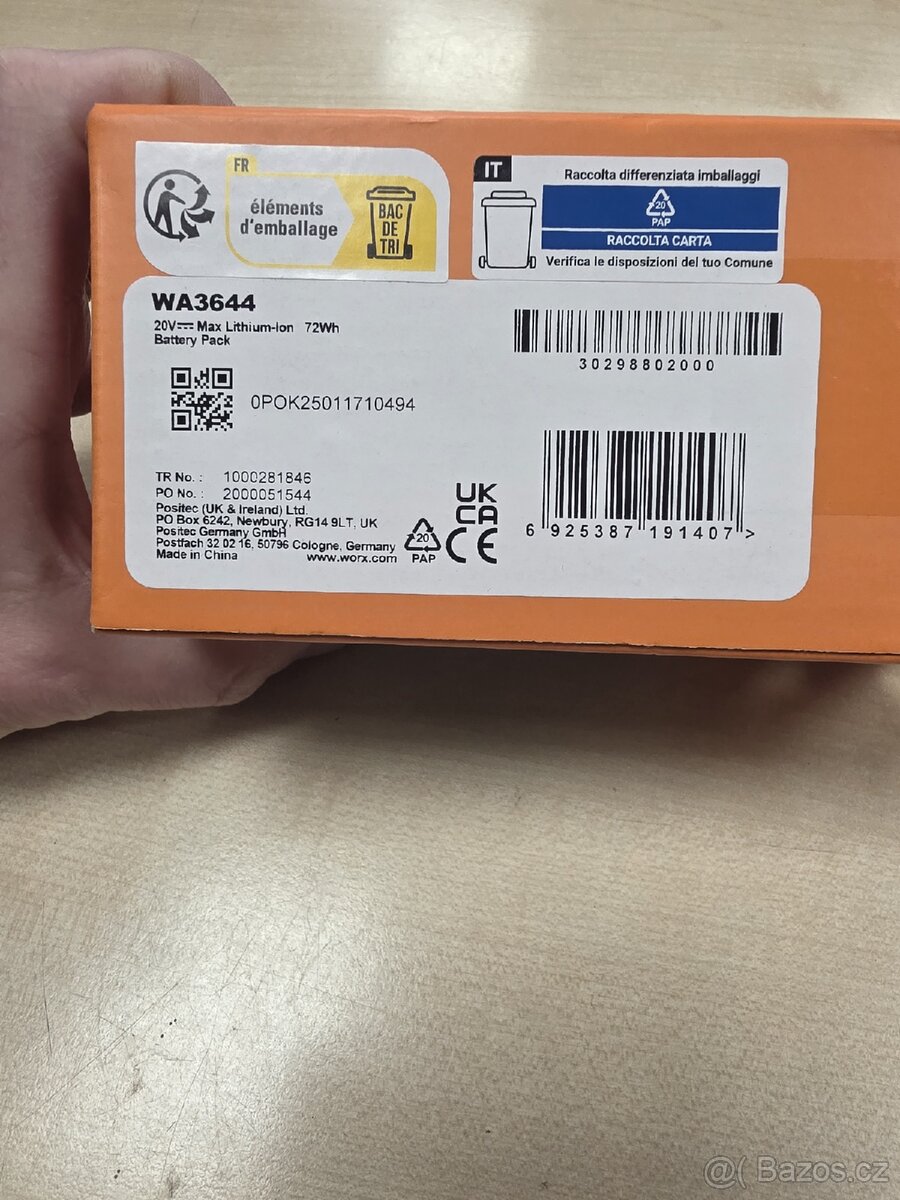 FR
éléments
d'emballage
BAC
DE
TRI
IT
Raccolta differenziata imballaggi
20
PAP
RACCOLTA CARTA
Verifica le disposizioni del tuo Comune
WA3644
20V Max Lithium-Ion 72Wh
Battery Pack
30298802000
0POK25011710494
TR No. : 1000281846
PO No. : 2000051544
Positec (UK & Ireland) Ltd.
PO Box 6242, Newbury, RG14 9LT, UK
Positec Germany GmbH
Postfach 32 02 16, 50796 Cologne, Germany
Made in China www.worx.com
20
PAP
UK
CA
CE
6 925387 191407 >
@( Bazos.cz